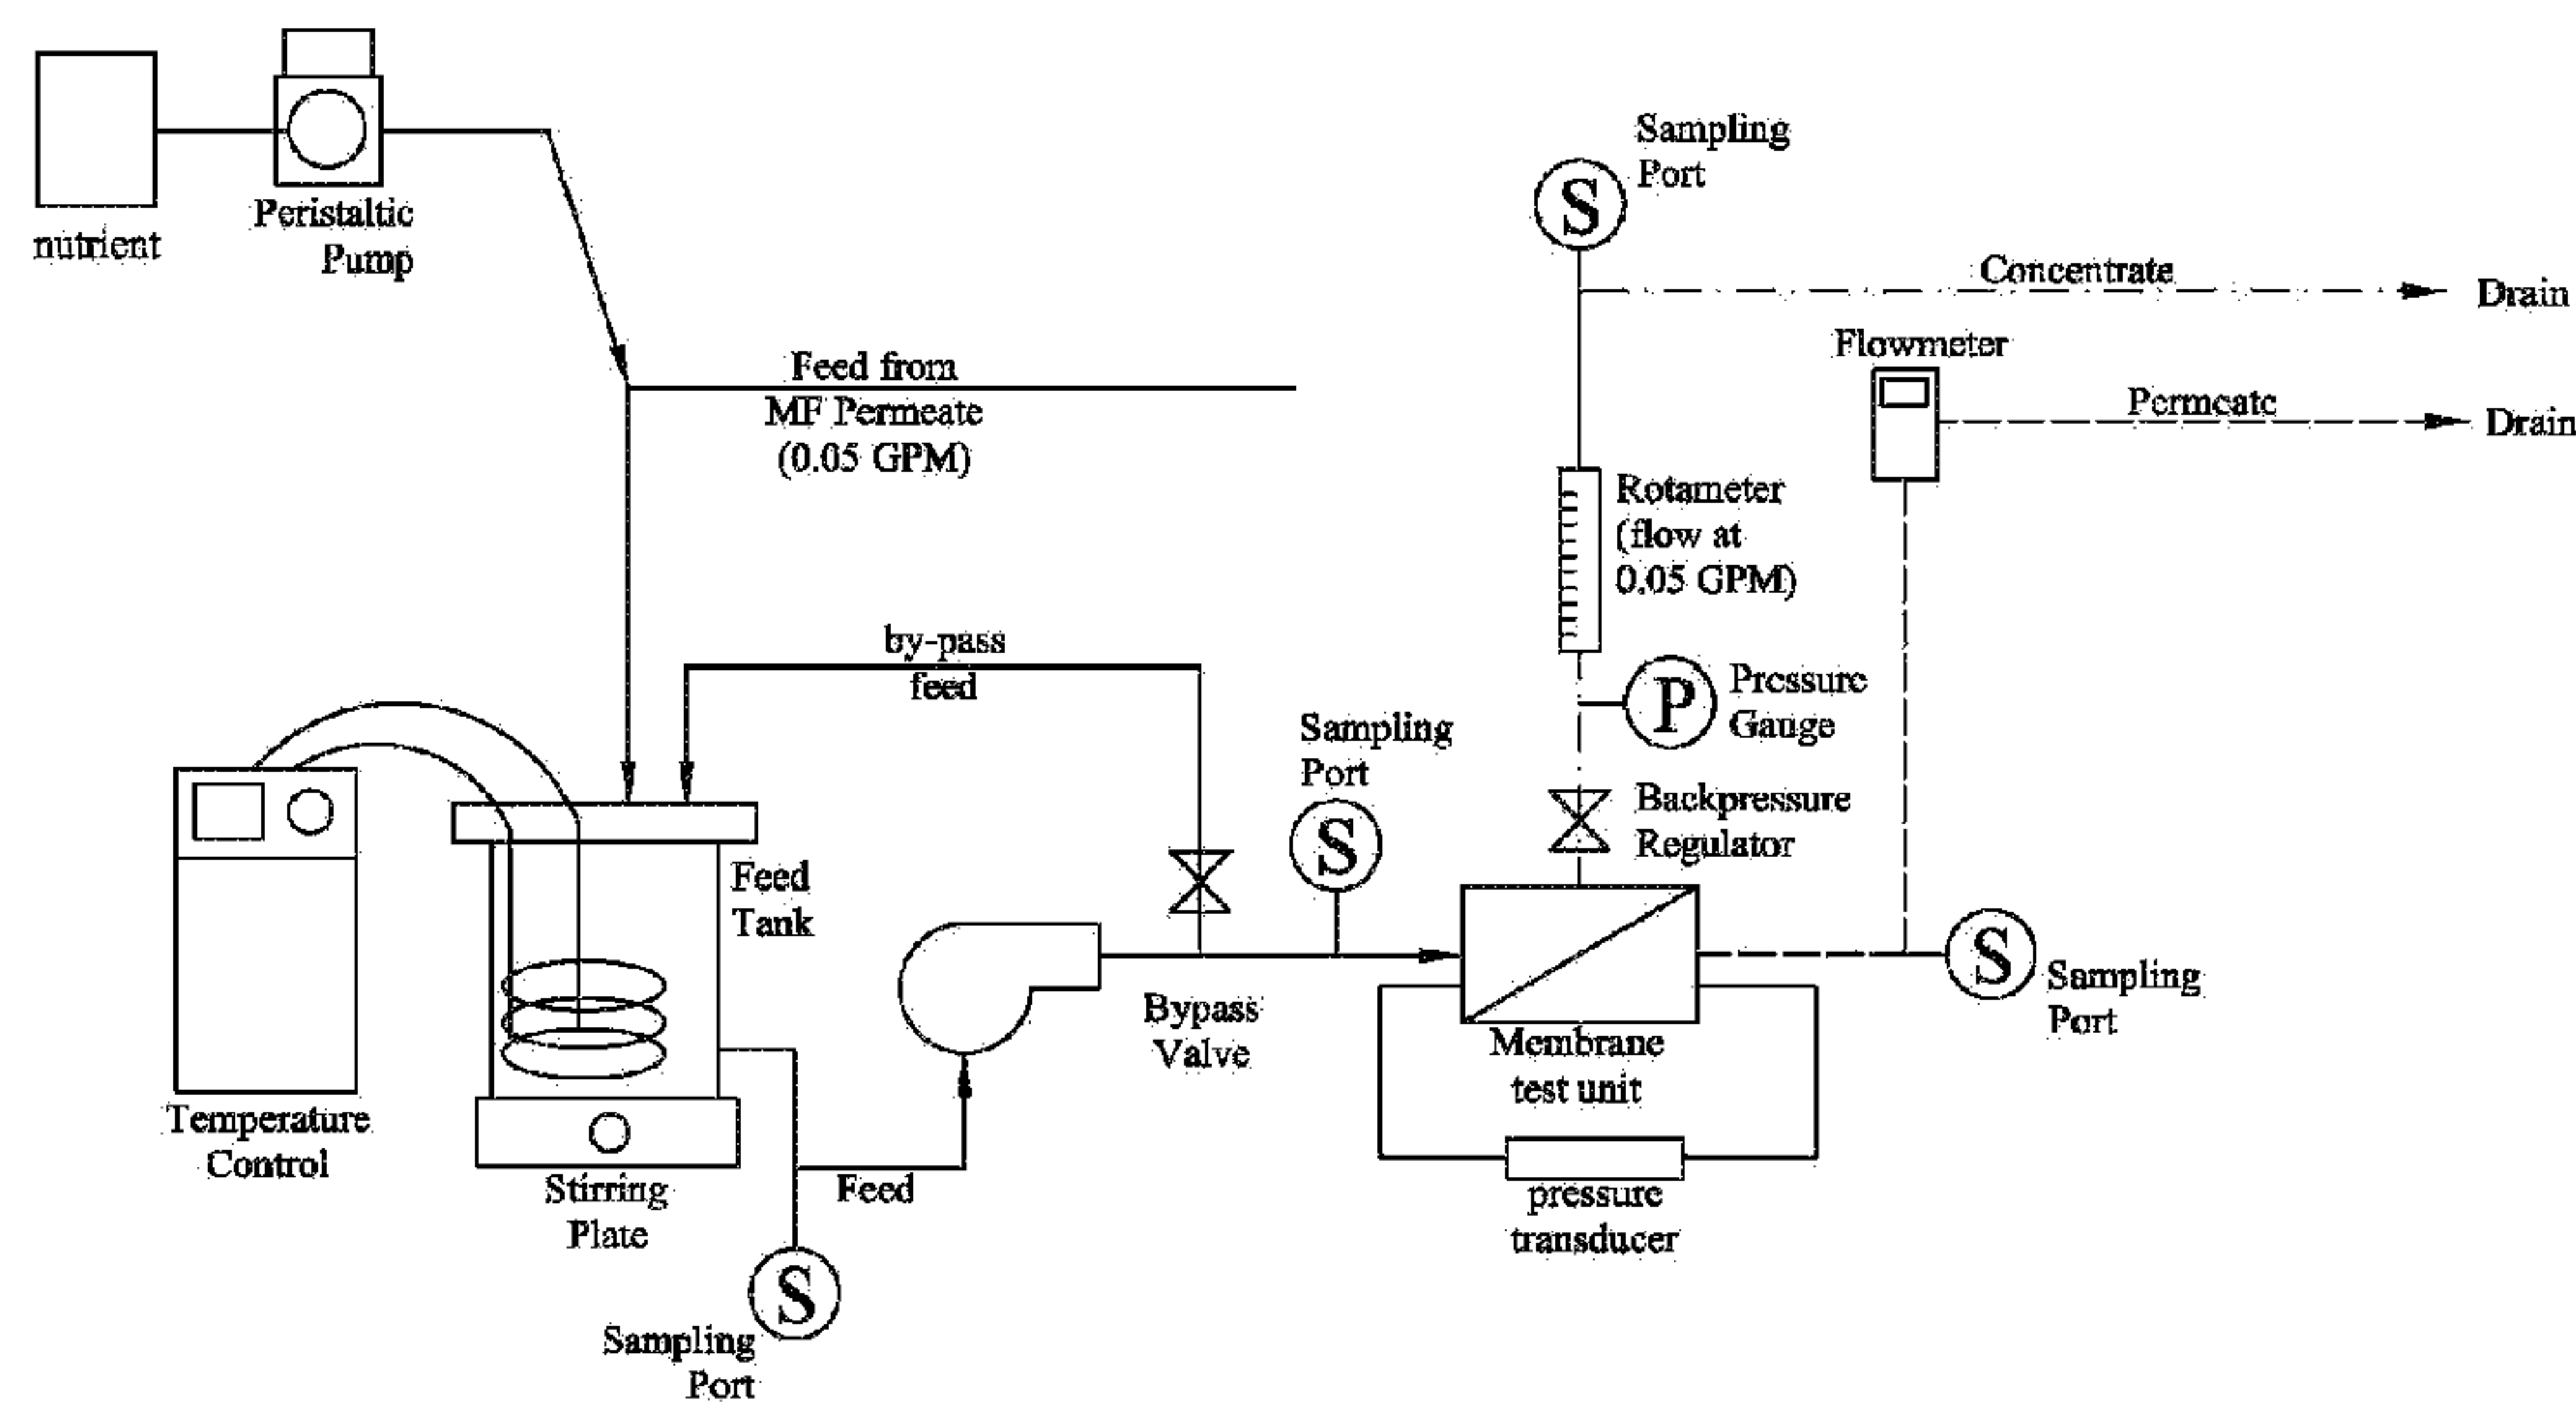 nutrient
Peristaltic
Pump
Feed from
MF Permeate
(0.05 GPM)
by-pass
feed
Temperature
Control
Feed
Tank
Stirring
Plate
Feed
S
Sampling
Port
Bypass
Valve
Sampling
Port
S
Membrane
test unit
pressure
transducer
Backpressure
Regulator
P
Pressure
Gauge
Rotameter
(flow at
0.05 GPM)
S
Sampling
Port
Concentrate
Drain
Flowmeter
Permeate
Drain
S
Sampling
Port